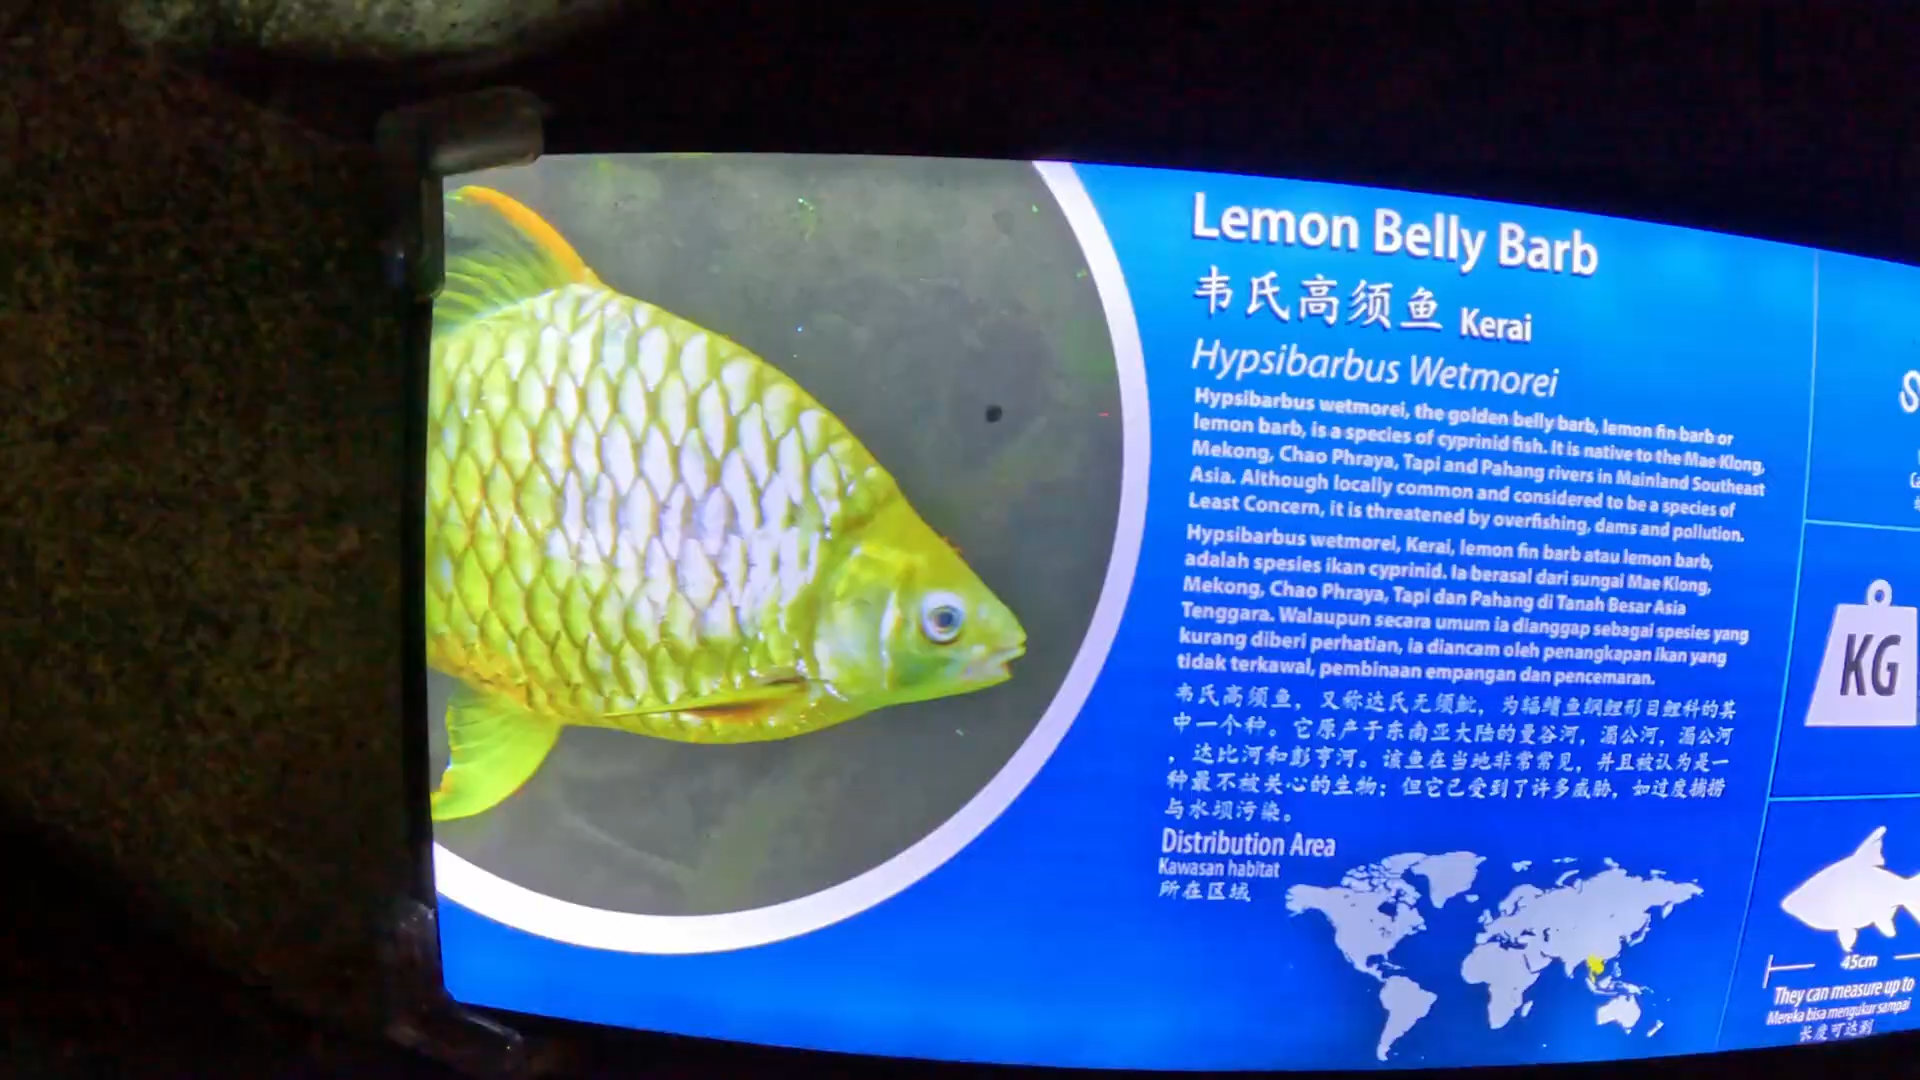 Lemon Belly Barb
韦氏高须鱼 Kerai
Hypsibarbus Wetmorei
Hypsibarbus wetmorei, the golden belly barb, lemon fin barb or
lemon barb, is a species of cyprinid fish. It is native to the Mae Klong,
Mekong, Chao Phraya, Tapi and Pahang rivers in Mainland Southeast
Asia. Although locally common and considered to be a species of
Least Concern, it is threatened by overfishing, dams and pollution.
Hypsibarbus wetmorei, Kerai, lemon fin barb atau lemon barb,
adalah spesies ikan cyprinid. Ia berasal dari sungai Mae Klong,
Mekong, Chao Phraya, Tapi dan Pahang di Tanah Besar Asia
Tenggara. Walaupun secara umum ia dianggap sebagai spesies yang
kurang diberi perhatian, ia diancam oleh penangkapan ikan yang
tidak terkawal, pembinaan empangan dan pencemaran.
韦氏高须鱼，又称达氏无须魮，为辐鳍鱼纲鲤形目鲤科的其
中一个种。它原产于东南亚大陆的曼谷河，湄公河，湄公河
，达比河和彭亨河。该鱼在当地非常常见，并且被认为是一
种最不被关心的生物；但它已受到了许多威胁，如过度捕捞
与水坝污染。
Distribution Area
Kawasan habitat
所在区域
KG
45cm
They can measure up to
Mereka bisa mengukur sampai
长度可达到